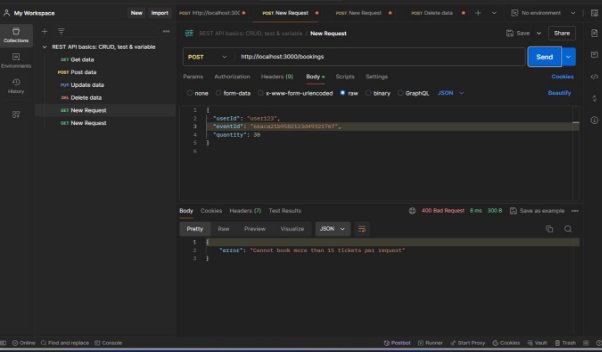 My Workspace
New Import
POST http://localhost:300
POST New Request
POST New Request
POST Delete data
No environment
Collections
Environments
History
REST API basics: CRUD, test & variable
GET Get data
POST Post data
PUT Update data
DEL Delete data
GET New Request
GET New Request
REST API basics: CRUD, test & variable / New Request
Save
Share
POST
http://localhost:3000/bookings
Send
Params Authorization Headers (9) Body Scripts Settings
Cookies
none form-data x-www-form-urlencoded raw binary GraphQL JSON
Beautify
1 {
2 "userId": "user123",
3 "eventId":
4 "quantity": 30
5 }
6
Body Cookies Headers (7) Test Results
400 Bad Request 8 ms 300 B Save as example
Pretty Raw Preview Visualize JSON
1 {
2 "error": "Cannot book more than 15 tickets per request"
3 }
Online Find and replace Console
Postbot Runner Start Proxy Cookies Vault Trash